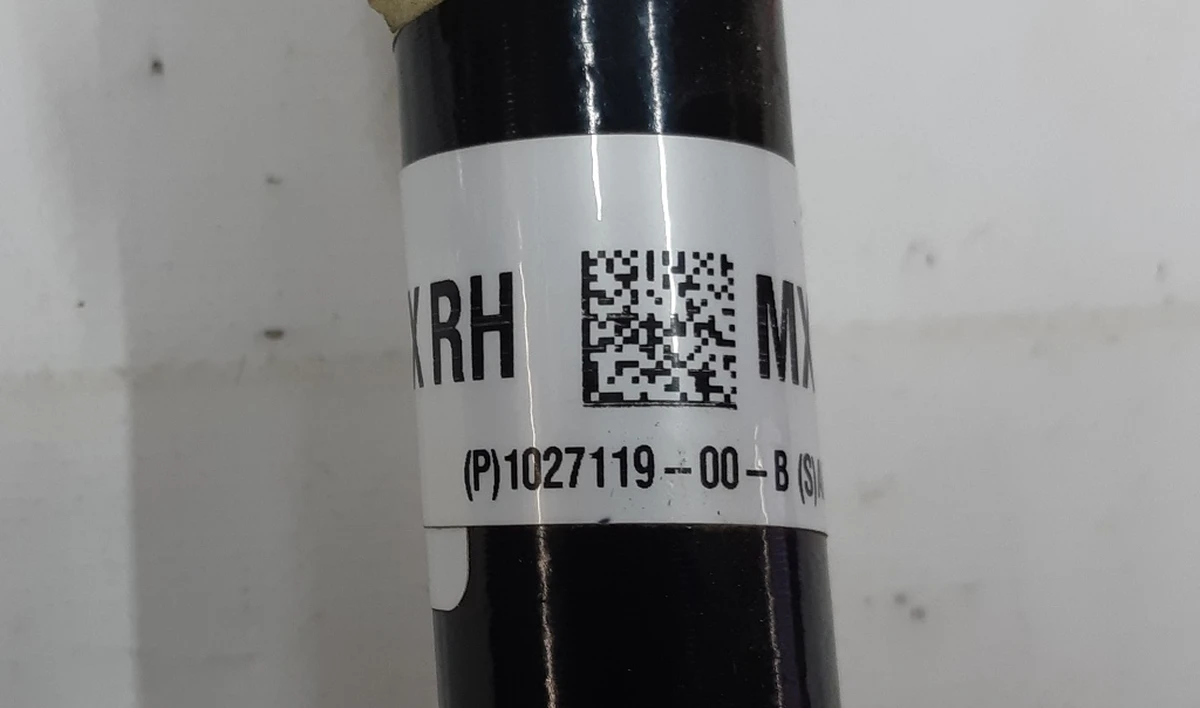 XRH MX
(P)1027119-00-B (S)